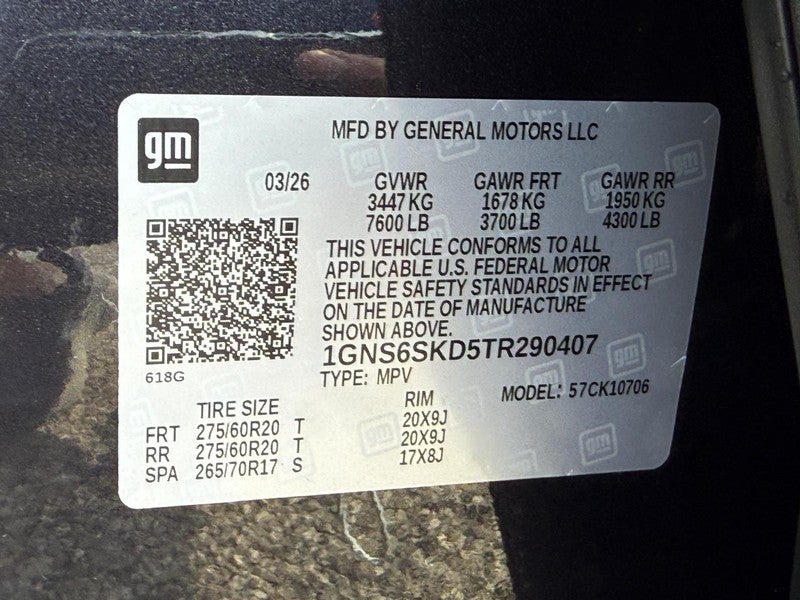 gm
MFD BY GENERAL MOTORS LLC
03/26 GVWR GAWR FRT GAWR RR
3447 KG 1678 KG 1950 KG
7600 LB 3700 LB 4300 LB
THIS VEHICLE CONFORMS TO ALL
APPLICABLE U.S. FEDERAL MOTOR
VEHICLE SAFETY STANDARDS IN EFFECT
ON THE DATE OF MANUFACTURE
SHOWN ABOVE.
1GNS6SKD5TR290407
618G
TYPE: MPV MODEL: 57CK10706
TIRE SIZE RIM
FRT 275/60R20 T 20X9J
RR 275/60R20 T 20X9J
SPA 265/70R17 S 17X8J